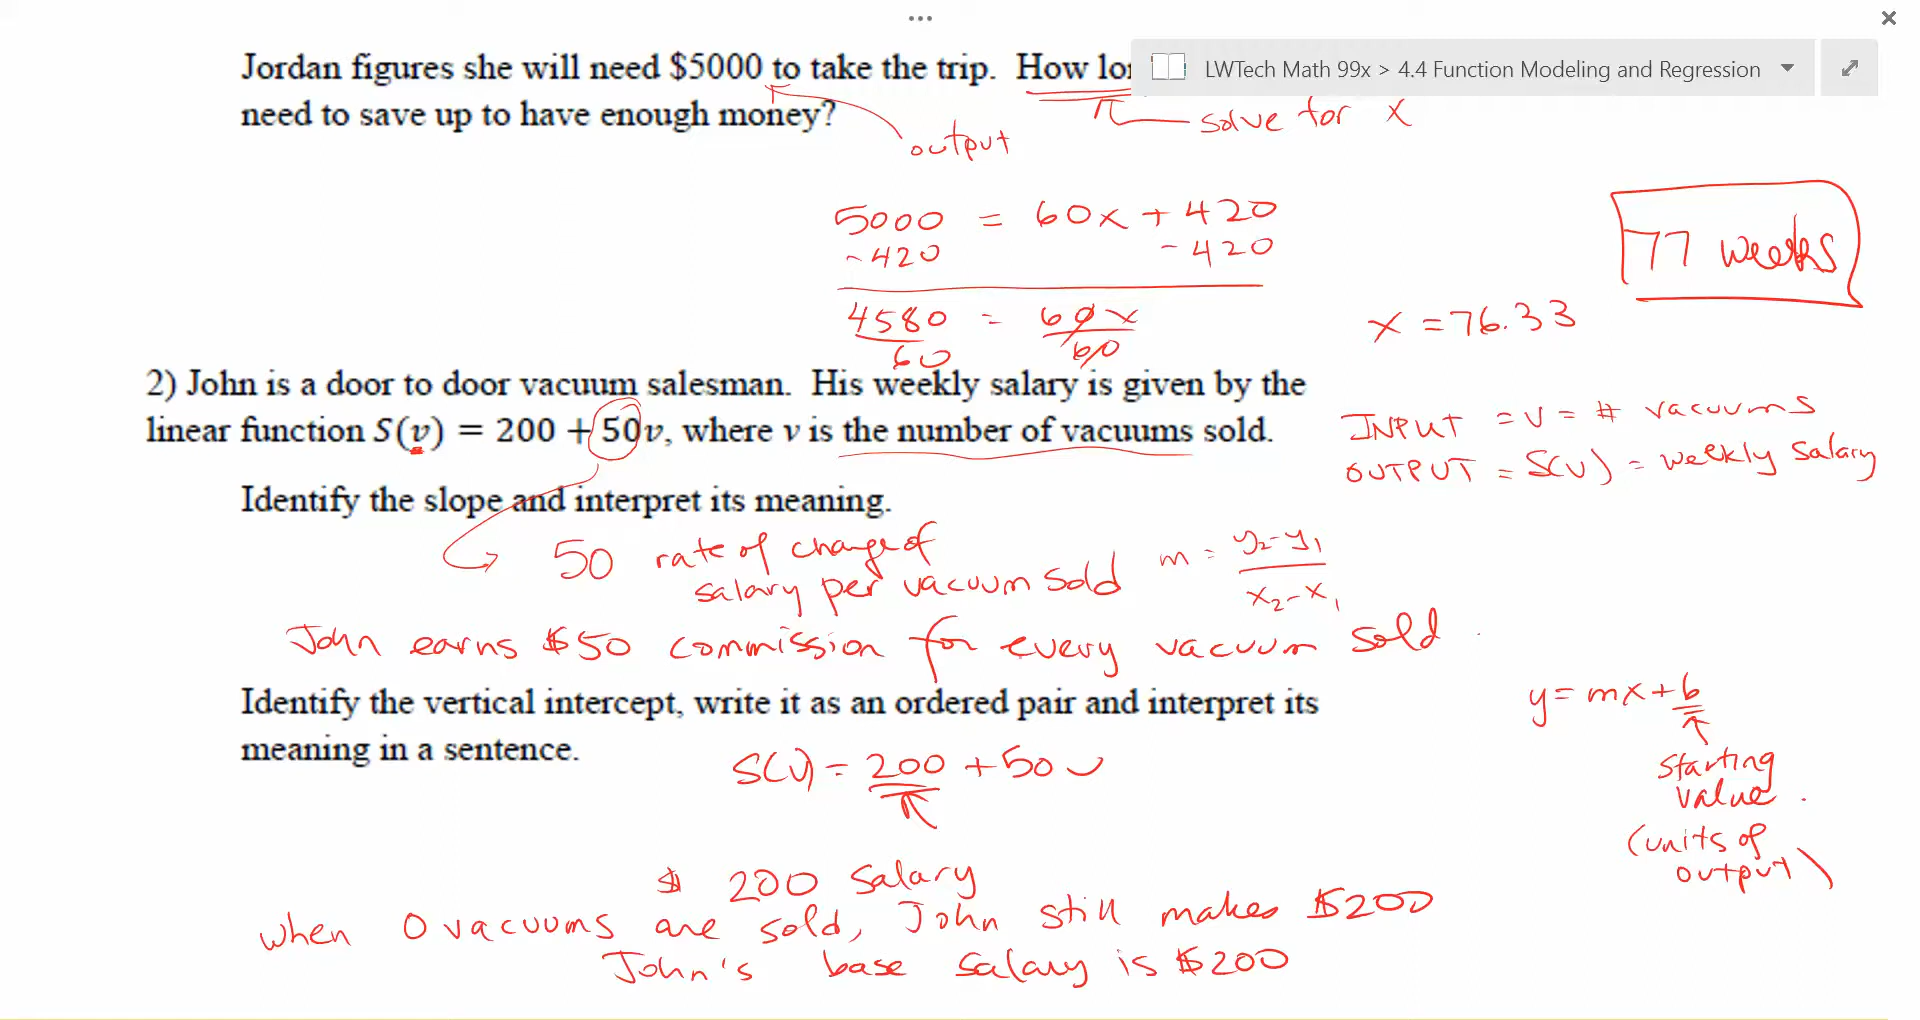 Jordan figures she will need $5000 to take the trip. How lo
LWTech Math 99x > 4.4 Function Modeling and Regression
need to save up to have enough money?
solve for x
output
5000 = 60x + 420
-420 -420
77 weeks
4580 = 60x
60 60
x = 76.33
2) John is a door to door vacuum salesman. His weekly salary is given by the
linear function S(v) = 200 + 50v, where v is the number of vacuums sold.
INPUT = v = # vacuums
OUTPUT = S(v) = weekly salary
Identify the slope and interpret its meaning.
50 rate of change of
salary per vacuum sold
m = y₂-y₁
x₂-x₁
John earns $50 commission for every vacuum sold.
Identify the vertical intercept, write it as an ordered pair and interpret its
meaning in a sentence.
y = mx + b
starting
value.
(units of
output)
S(v) = 200 + 50v
$ 200 salary
when 0 vacuums are sold, John still makes $200
John's base salary is $200